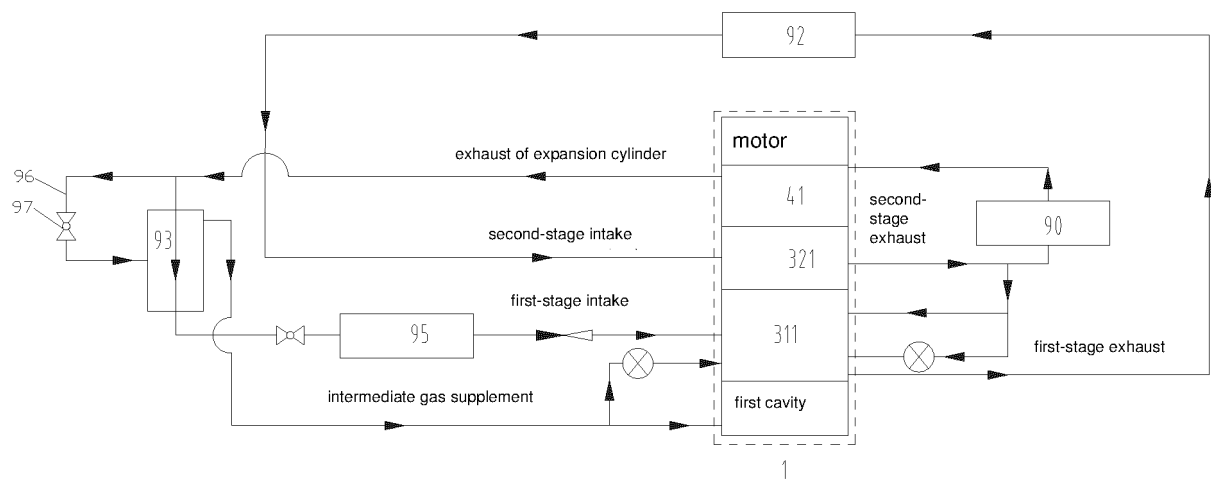 92
motor
exhaust of expansion cylinder
96
41
second-
stage
exhaust
97
90
93
second-stage intake
321
first-stage intake
95
311
first-stage exhaust
intermediate gas supplement
first cavity
1